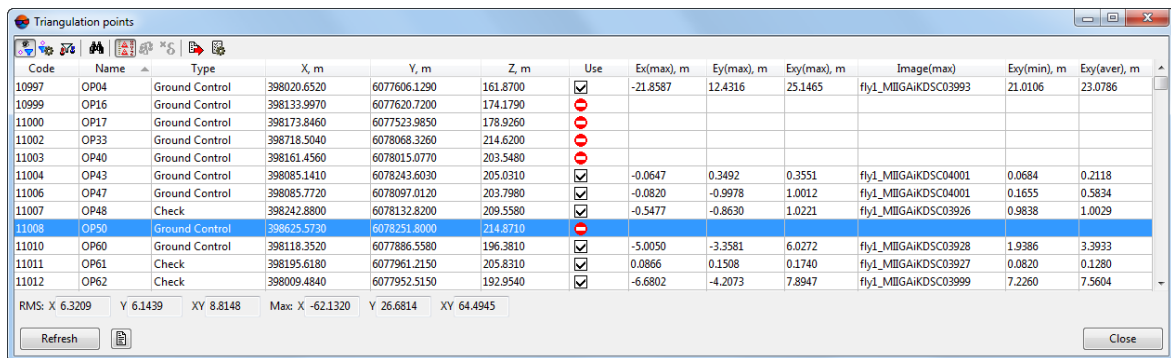 Triangulation points
Code Name Type X, m Y, m Z, m Use Ex(max), m Ey(max), m Exy(max), m Image(max) Exy(min), m Exy(aver), m
10997 OP04 Ground Control 398020.6520 6077606.1290 161.8700 -21.8587 12.4316 25.1465 fly1_MIIGAiKDSC03993 21.0106 23.0786
10999 OP16 Ground Control 398133.9970 6077620.7200 174.1790
11000 OP17 Ground Control 398173.8460 6077523.9850 178.9260
11002 OP33 Ground Control 398718.5040 6078068.3260 214.6200
11003 OP40 Ground Control 398161.4560 6078015.0770 203.5480
11004 OP43 Ground Control 398085.1410 6078243.6030 205.0310 -0.0647 0.3492 0.3551 fly1_MIIGAiKDSC04001 0.0684 0.2118
11006 OP47 Ground Control 398085.7720 6078097.0120 203.7980 -0.0820 -0.9978 1.0012 fly1_MIIGAiKDSC04001 0.1655 0.5834
11007 OP48 Check 398242.8800 6078132.8200 209.5580 -0.5477 -0.8630 1.0221 fly1_MIIGAiKDSC03926 0.9838 1.0029
11008 OP50 Ground Control 398625.5730 6078251.8000 214.8710
11010 OP60 Ground Control 398118.3520 6077886.5580 196.3810 -5.0050 -3.3581 6.0272 fly1_MIIGAiKDSC03928 1.9386 3.3933
11011 OP61 Check 398195.6180 6077961.2150 205.8310 0.0866 0.1508 0.1740 fly1_MIIGAiKDSC03927 0.0820 0.1280
11012 OP62 Check 398009.4840 6077952.5150 192.9540 -6.6802 -4.2073 7.8947 fly1_MIIGAiKDSC03999 7.2260 7.5604
RMS: X 6.3209 Y 6.1439 XY 8.8148 Max: X -62.1320 Y 26.6814 XY 64.4945
Refresh Close